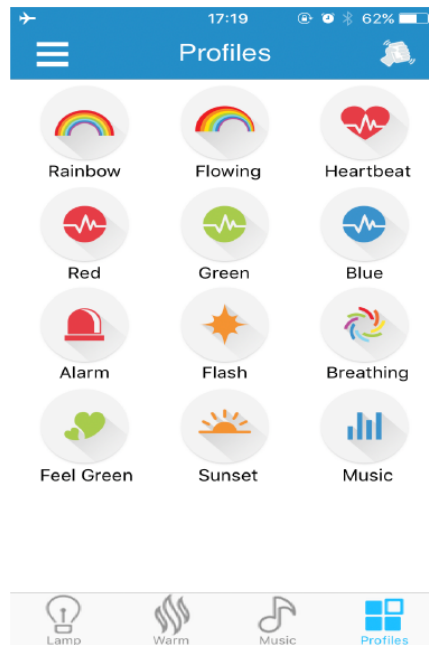 17:19 62%
Profiles
Rainbow Flowing Heartbeat
Red Green Blue
Alarm Flash Breathing
Feel Green Sunset Music
Lamp Warm Music Profiles